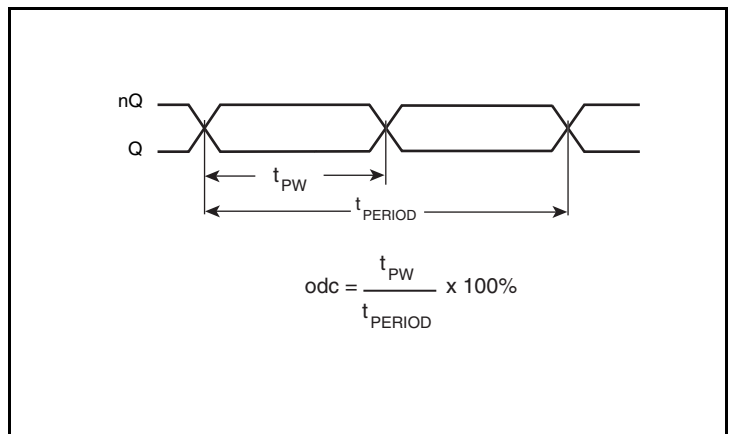 nQ
Q
tPW
tPERIOD
odc = tPW / tPERIOD x 100%